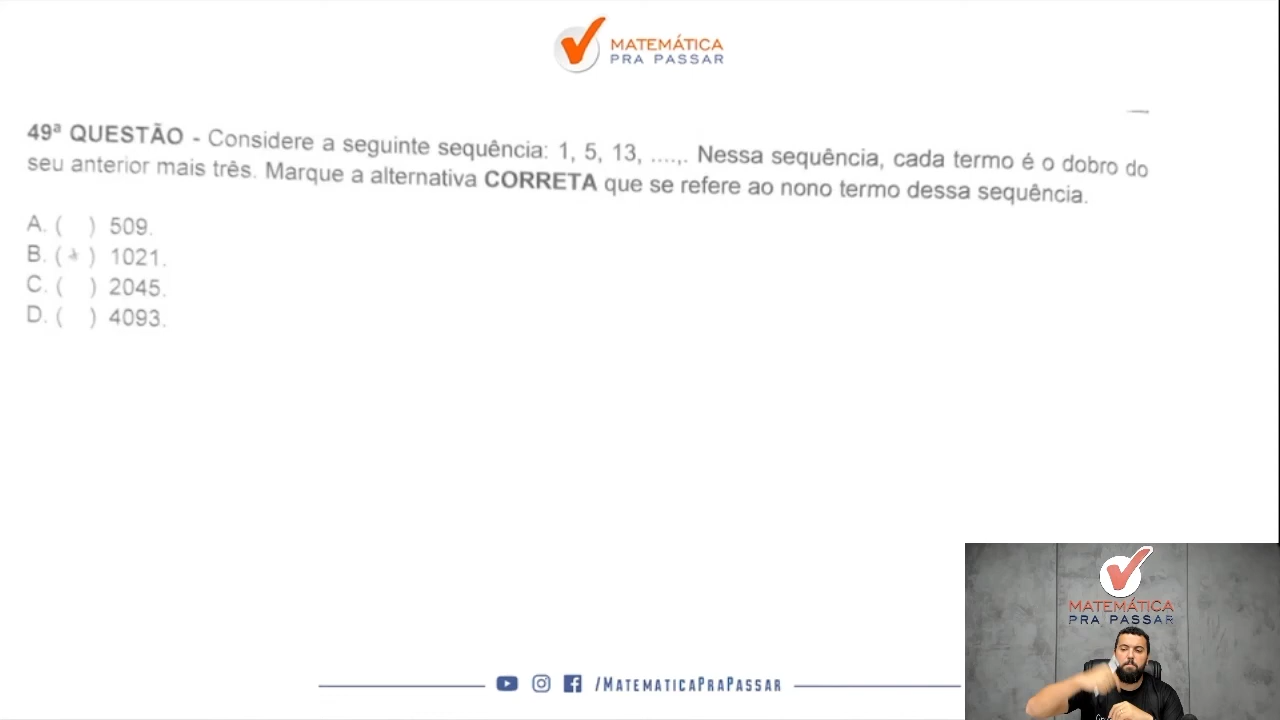 MATEMÁTICA
PRA PASSAR
49ª QUESTÃO - Considere a seguinte sequência: 1, 5, 13, ....,. Nessa sequência, cada termo é o dobro do
seu anterior mais três. Marque a alternativa CORRETA que se refere ao nono termo dessa sequência.
A. ( ) 509.
B. ( ) 1021.
C. ( ) 2045.
D. ( ) 4093.
MATEMÁTICA
PRA PASSAR
/MATEMATICAPRAPASSAR